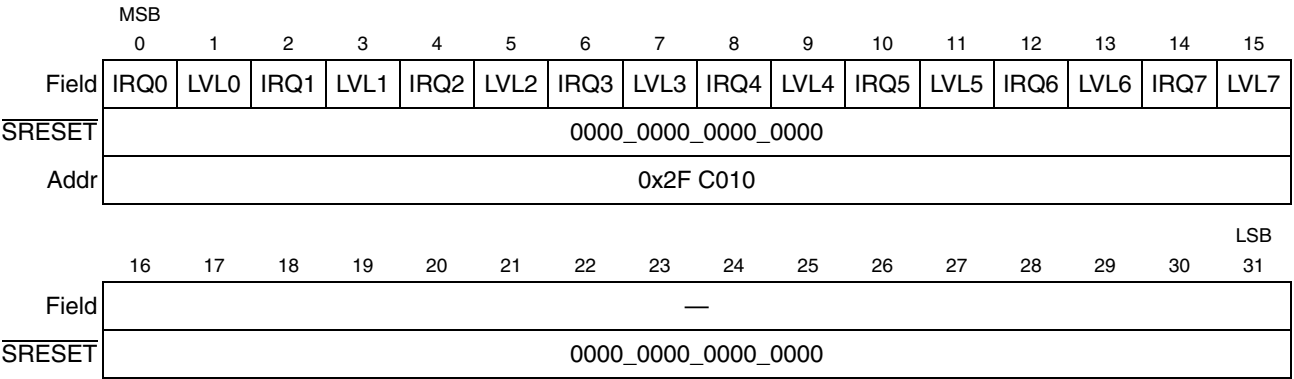 MSB
0 1 2 3 4 5 6 7 8 9 10 11 12 13 14 15
Field IRQ0 LVL0 IRQ1 LVL1 IRQ2 LVL2 IRQ3 LVL3 IRQ4 LVL4 IRQ5 LVL5 IRQ6 LVL6 IRQ7 LVL7
SRESET 0000_0000_0000_0000
Addr 0x2F C010
LSB
16 17 18 19 20 21 22 23 24 25 26 27 28 29 30 31
Field —
SRESET 0000_0000_0000_0000